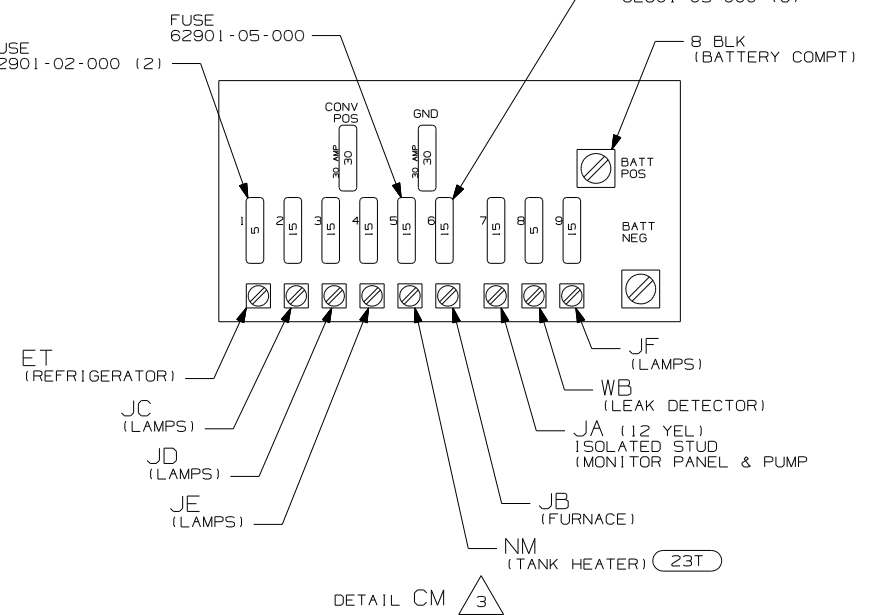 FUSE
62901-05-000
2901-02-000 (2)
8 BLK
(BATTERY COMPT)
CONV
POS
GND
30 AMP
30
30 AMP
30
BATT
POS
1
5
2
15
3
15
4
15
5
15
6
15
7
15
8
5
9
15
BATT
NEG
ET
(REFRIGERATOR)
JC
(LAMPS)
JD
(LAMPS)
JE
(LAMPS)
JF
(LAMPS)
WB
(LEAK DETECTOR)
JA (12 YEL)
ISOLATED STUD
(MONITOR PANEL & PUMP
JB
(FURNACE)
NM
(TANK HEATER) 23T
DETAIL CM 3